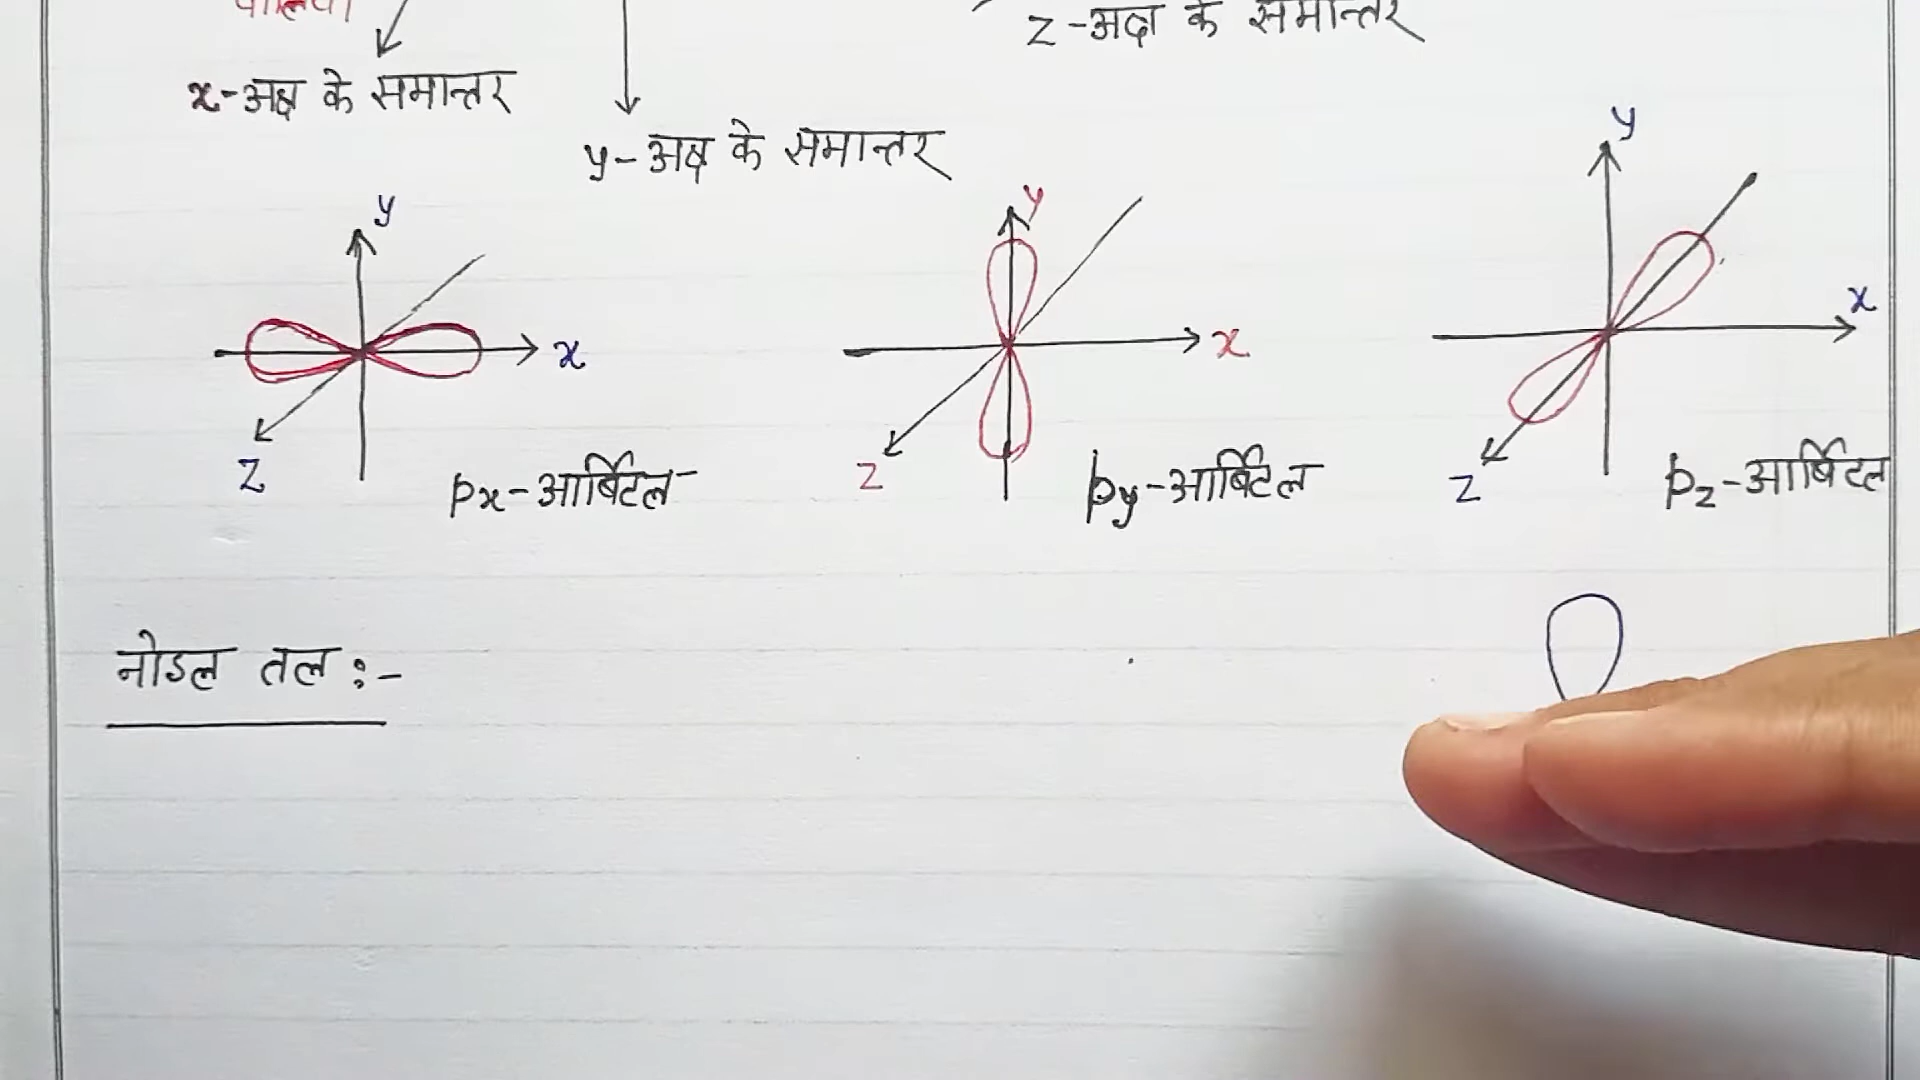 z-अक्ष के समान्तर
x-अक्ष के समान्तर
y-अक्ष के समान्तर
y
x
z
px-आर्बिटल
y
x
z
py-आर्बिटल
y
x
z
pz-आर्बिटल
नोडल तल :-